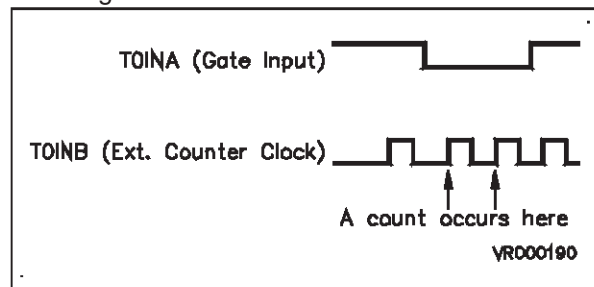 TOINA (Gate Input)
TOINB (Ext. Counter Clock)
A count occurs here
VR000190